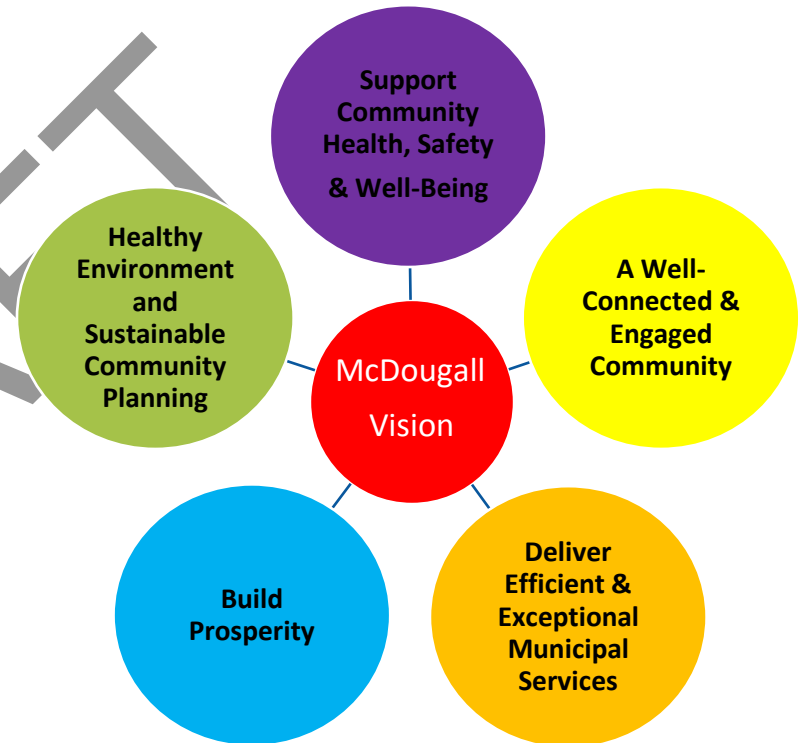 Support
Community
Health, Safety
& Well-Being
A Well-
Connected &
Engaged
Community
Deliver
Efficient &
Exceptional
Municipal
Services
Build
Prosperity
Healthy
Environment
and
Sustainable
Community
Planning
McDougall
Vision